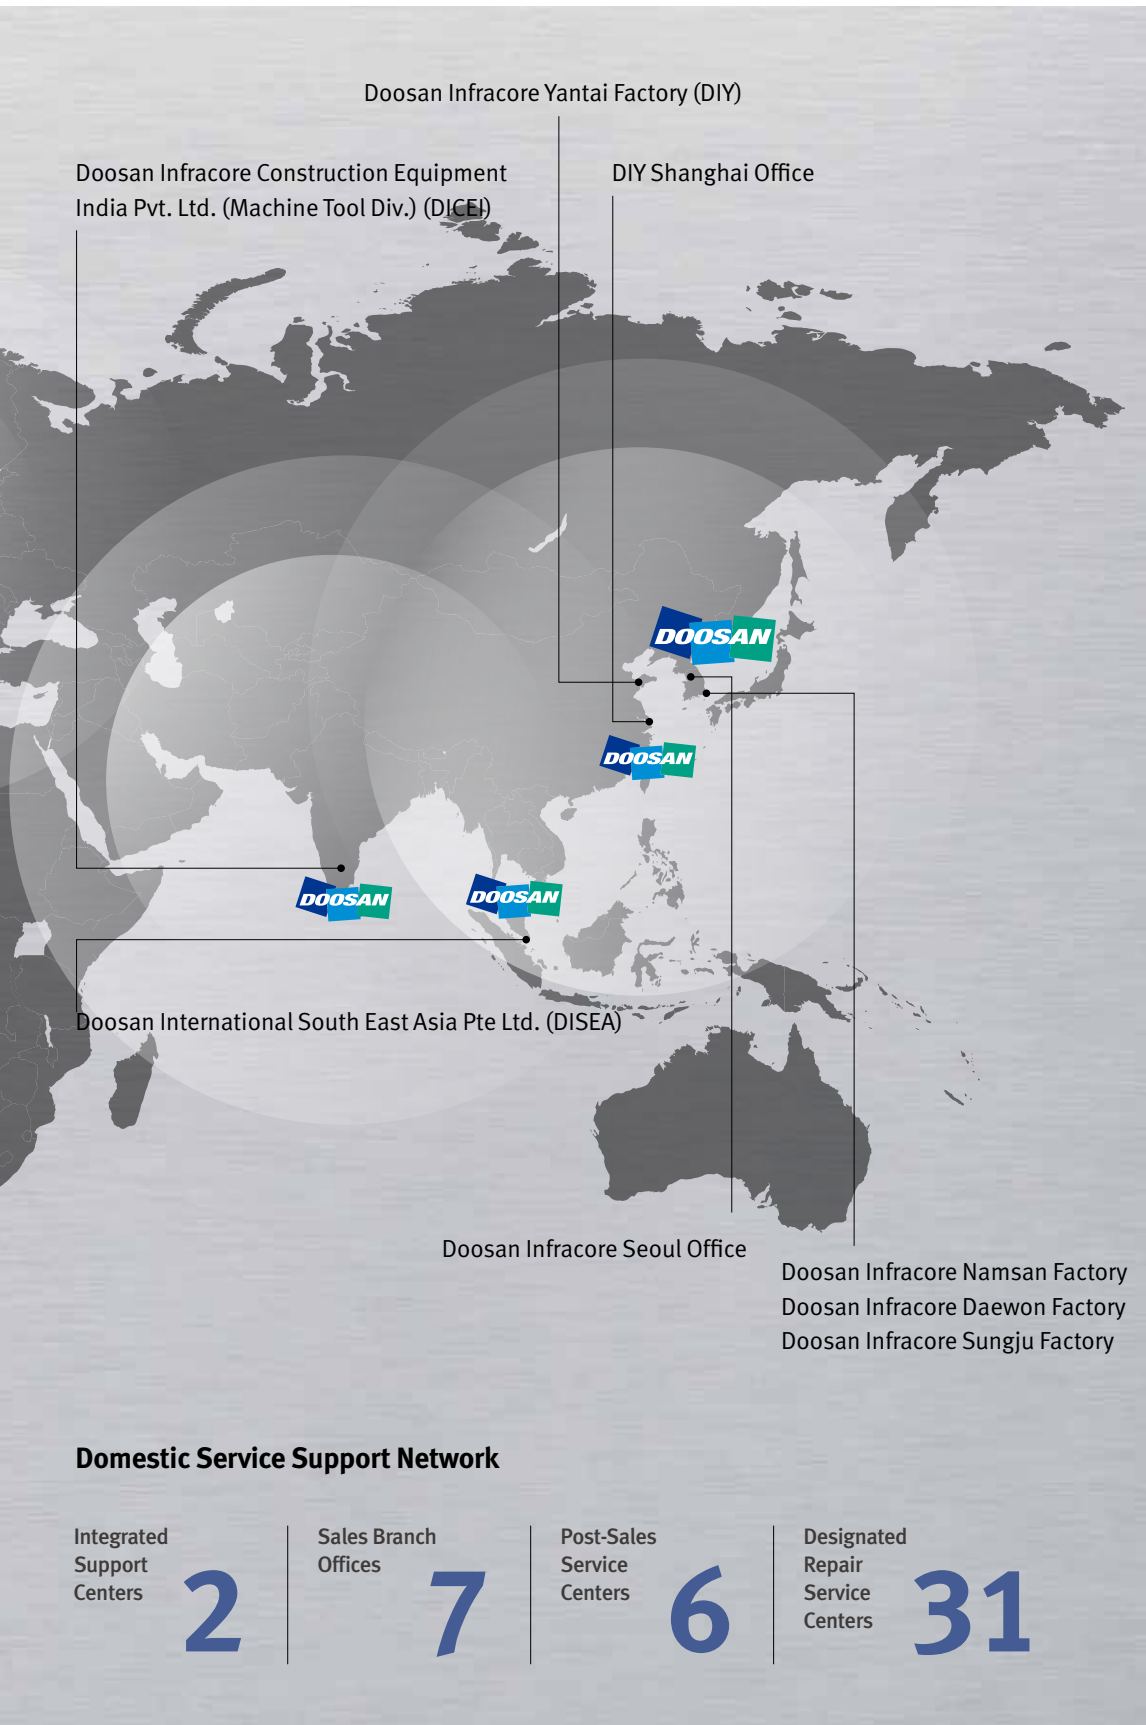 Doosan Infracore Yantai Factory (DIY)
Doosan Infracore Construction Equipment
India Pvt. Ltd. (Machine Tool Div.) (DICEI)
DIY Shanghai Office
DOOSAN
DOOSAN
DOOSAN
DOOSAN
Doosan International South East Asia Pte Ltd. (DISEA)
Doosan Infracore Seoul Office
Doosan Infracore Namsan Factory
Doosan Infracore Daewon Factory
Doosan Infracore Sungju Factory
Domestic Service Support Network
Integrated
Support
Centers
2
Sales Branch
Offices
7
Post-Sales
Service
Centers
6
Designated
Repair
Service
Centers
31